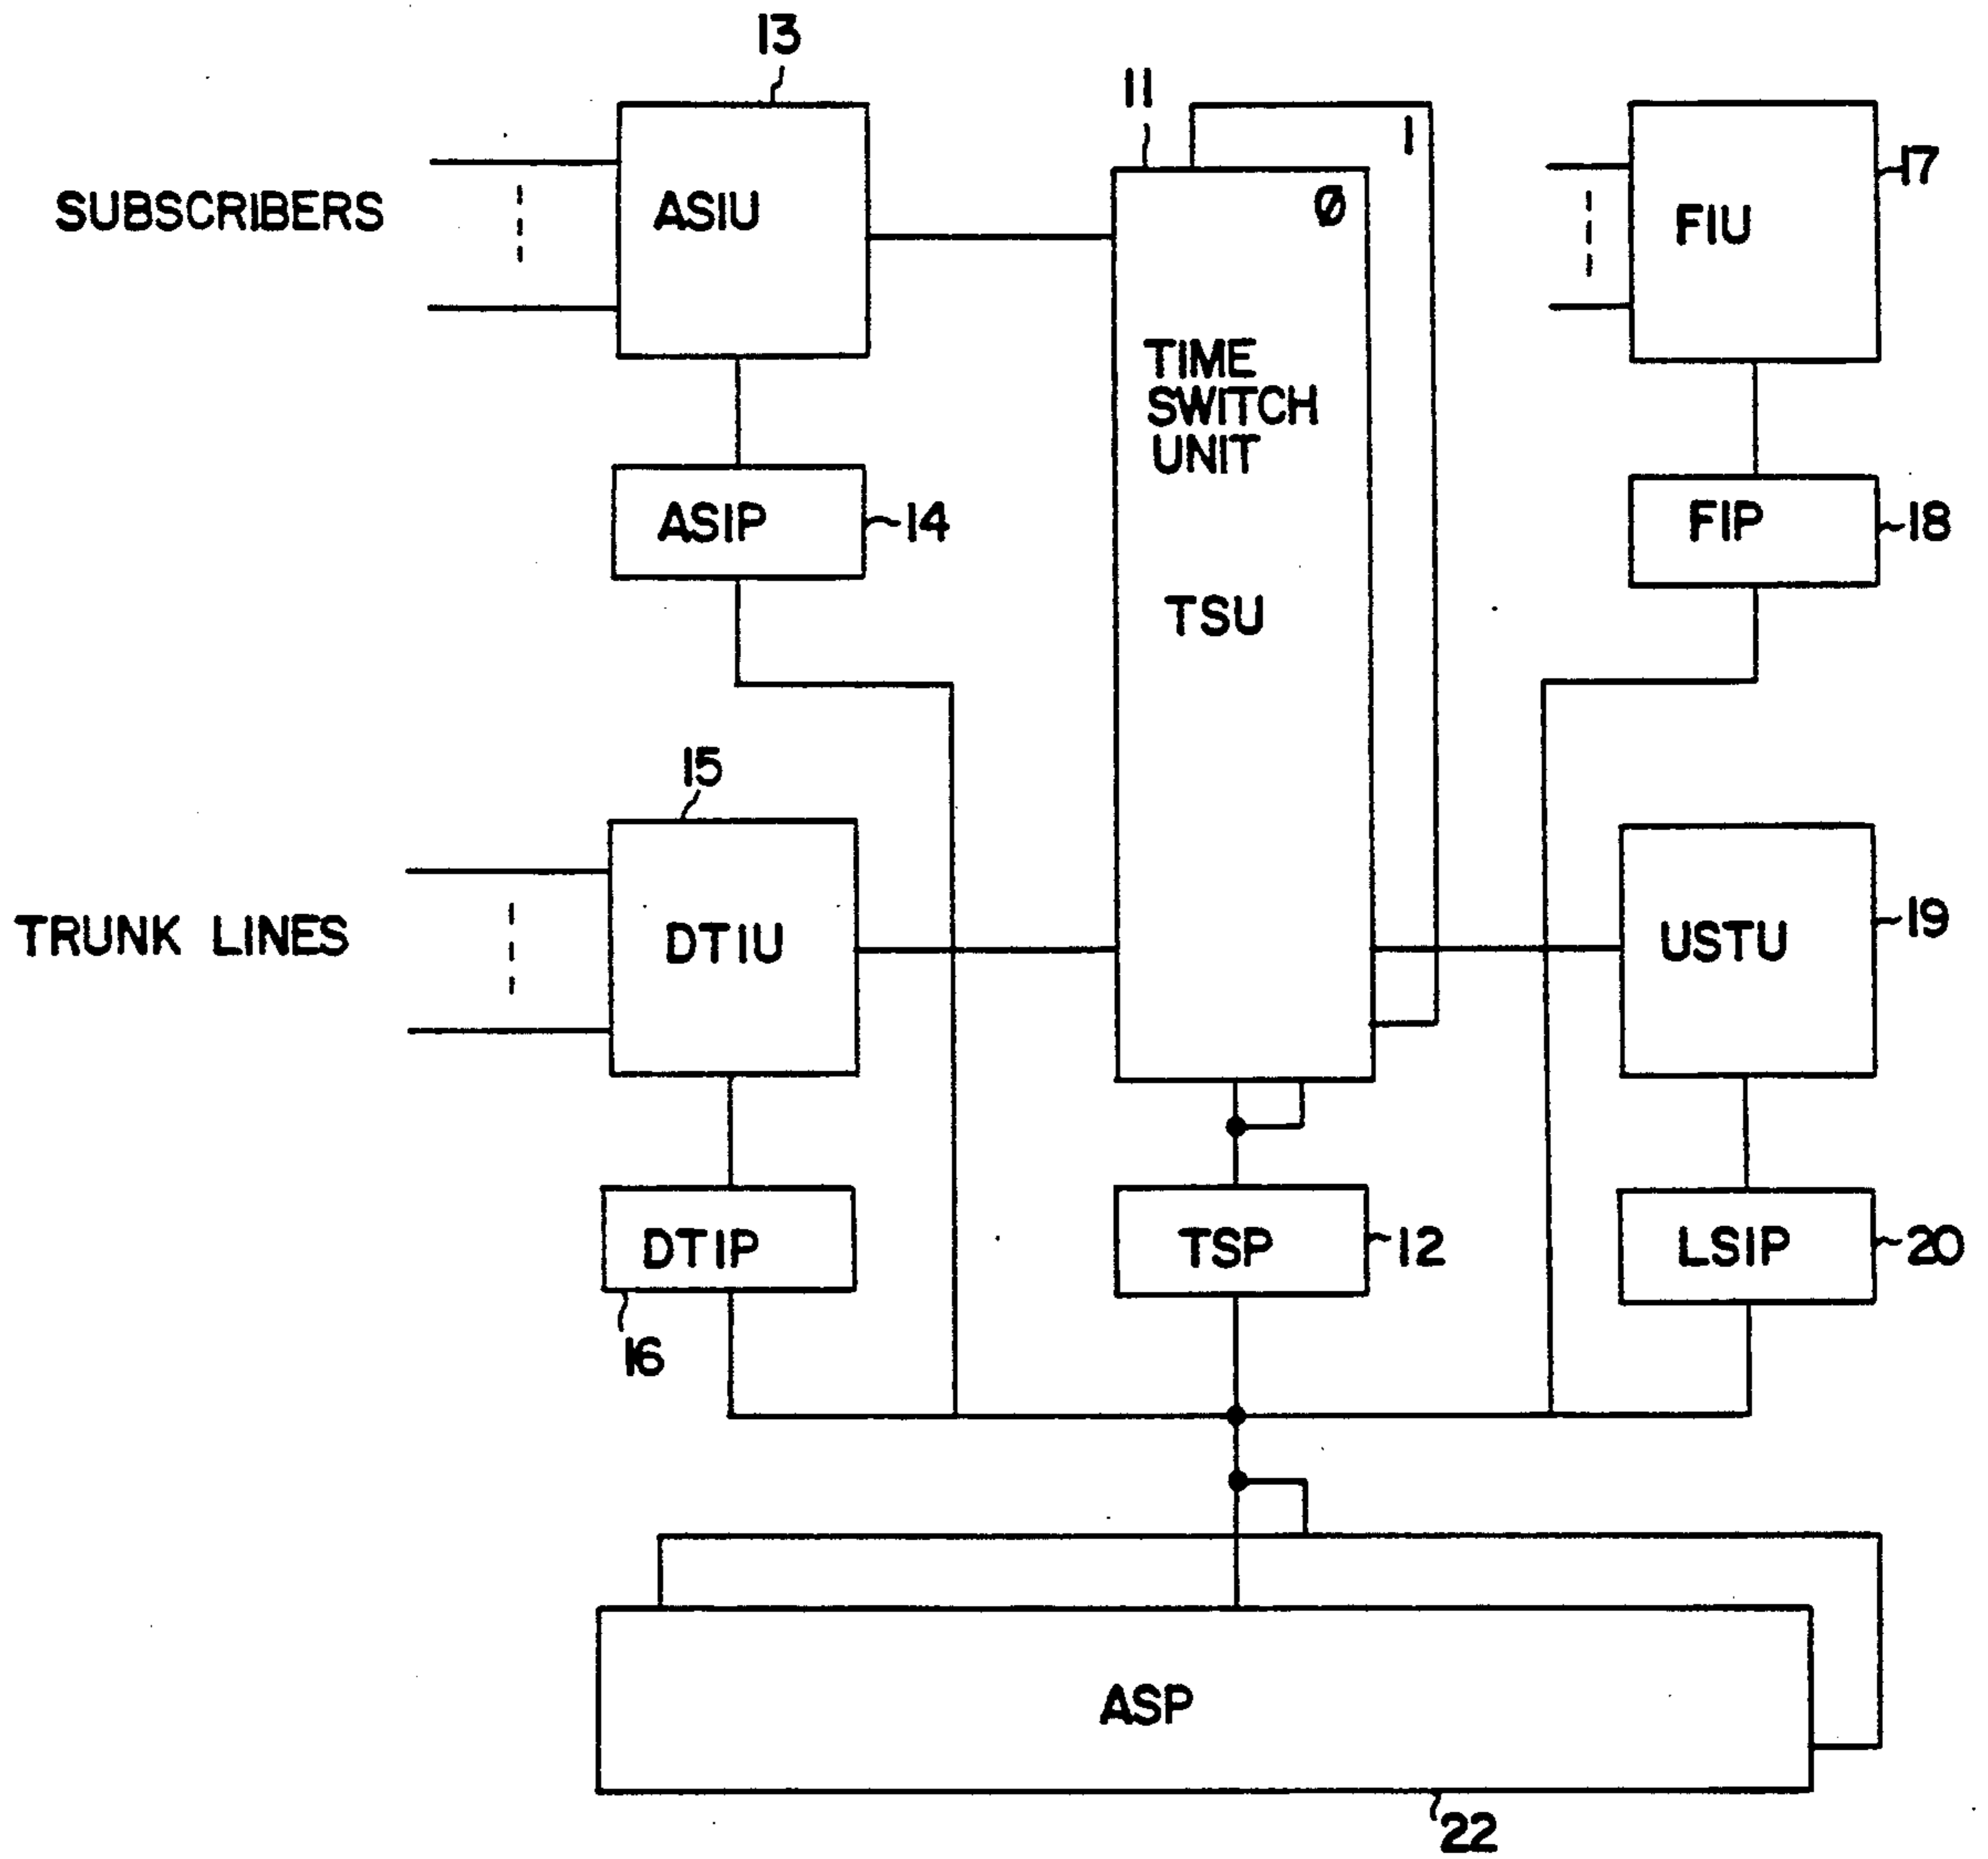 13
11
1
Ø
17
SUBSCRIBERS
ASIU
FIU
TIME
SWITCH
UNIT
ASIP
14
FIP
18
TSU
15
TRUNK LINES
DTIU
USTU
19
DTIP
TSP
12
LSIP
20
16
ASP
22